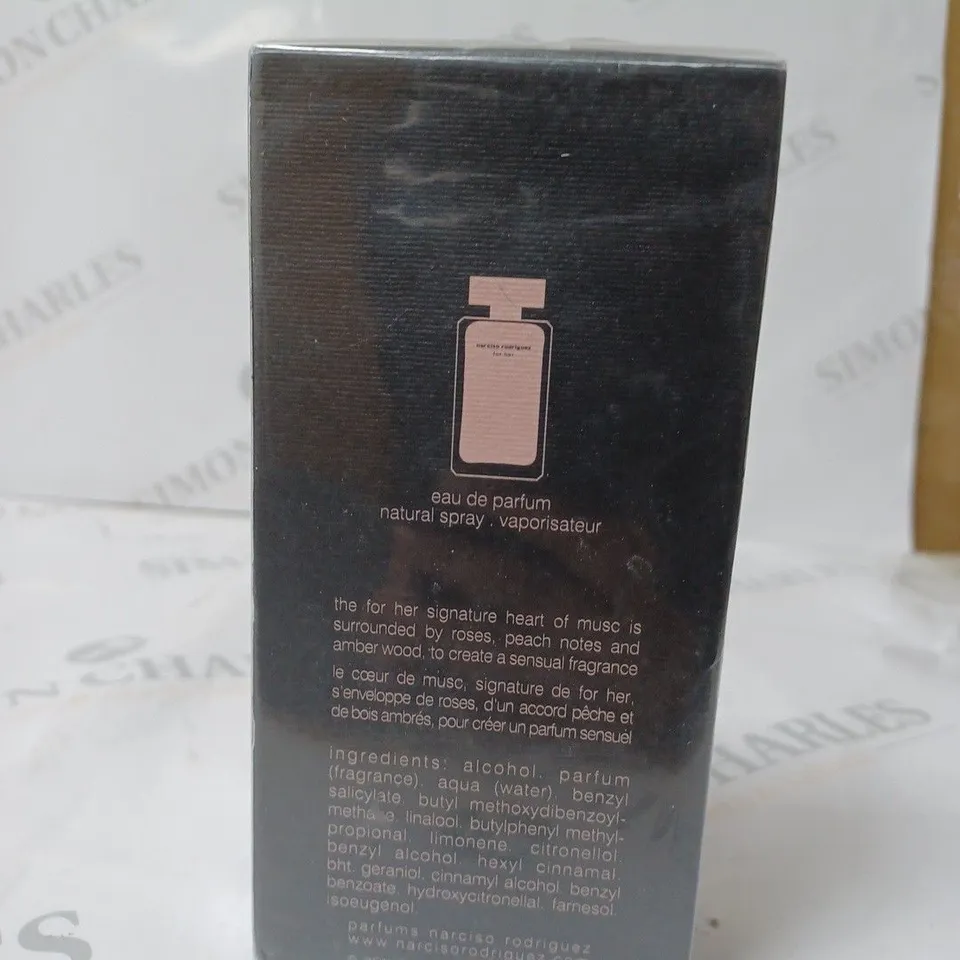 narciso rodriguez
for her
eau de parfum
natural spray . vaporisateur
the for her signature heart of musc is
surrounded by roses, peach notes and
amber wood, to create a sensual fragrance
le cœur de musc, signature de for her,
s'enveloppe de roses, d'un accord pêche et
de bois ambrés, pour créer un parfum sensuel
ingredients: alcohol. parfum
(fragrance). aqua (water). benzyl
salicylate. butyl methoxydibenzoyl-
linalool. butylphenyl methyl-
propional. limonene. citronellol.
benzyl alcohol. hexyl cinnamal.
bht. geraniol. cinnamyl alcohol. benzyl
benzoate. hydroxycitronellal. farnesol.
isoeugenol.
parfums narciso rodriguez
www.narcisorodriguez.com
SIMON CHARLES
SIMON CHARLES
SIMON CHARLES